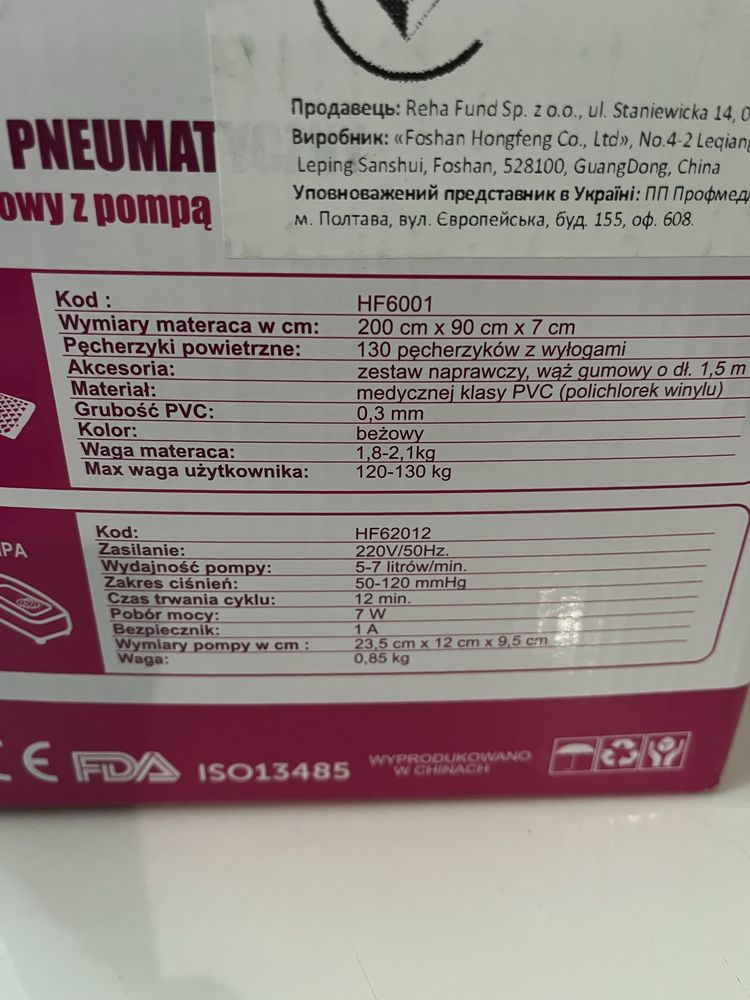 Продавець: Reha Fund Sp. z o.o., ul. Staniewicka 14, 0
Виробник: «Foshan Hongfeng Co., Ltd», No.4-2 Leqiang
Leping Sanshui, Foshan, 528100, GuangDong, China
Уповноважений представник в Україні: ПП Профмед
м. Полтава, вул. Європейська, буд. 155, оф. 608.
PNEUMATYC
owy z pompą
Kod : HF6001
Wymiary materaca w cm: 200 cm x 90 cm x 7 cm
Pęcherzyki powietrzne: 130 pęcherzyków z wyłogami
Akcesoria: zestaw naprawczy, wąż gumowy o dł. 1,5 m
Materiał: medycznej klasy PVC (polichlorek winylu)
Grubość PVC: 0,3 mm
Kolor: beżowy
Waga materaca: 1,8-2,1kg
Max waga użytkownika: 120-130 kg
MPA
Kod: HF62012
Zasilanie: 220V/50Hz.
Wydajność pompy: 5-7 litrów/min.
Zakres ciśnień: 50-120 mmHg
Czas trwania cyklu: 12 min.
Pobór mocy: 7 W
Bezpiecznik: 1 A
Wymiary pompy w cm : 23,5 cm x 12 cm x 9,5 cm
Waga: 0,85 kg
CE FDA ISO13485 WYPRODUKOWANO
W CHINACH